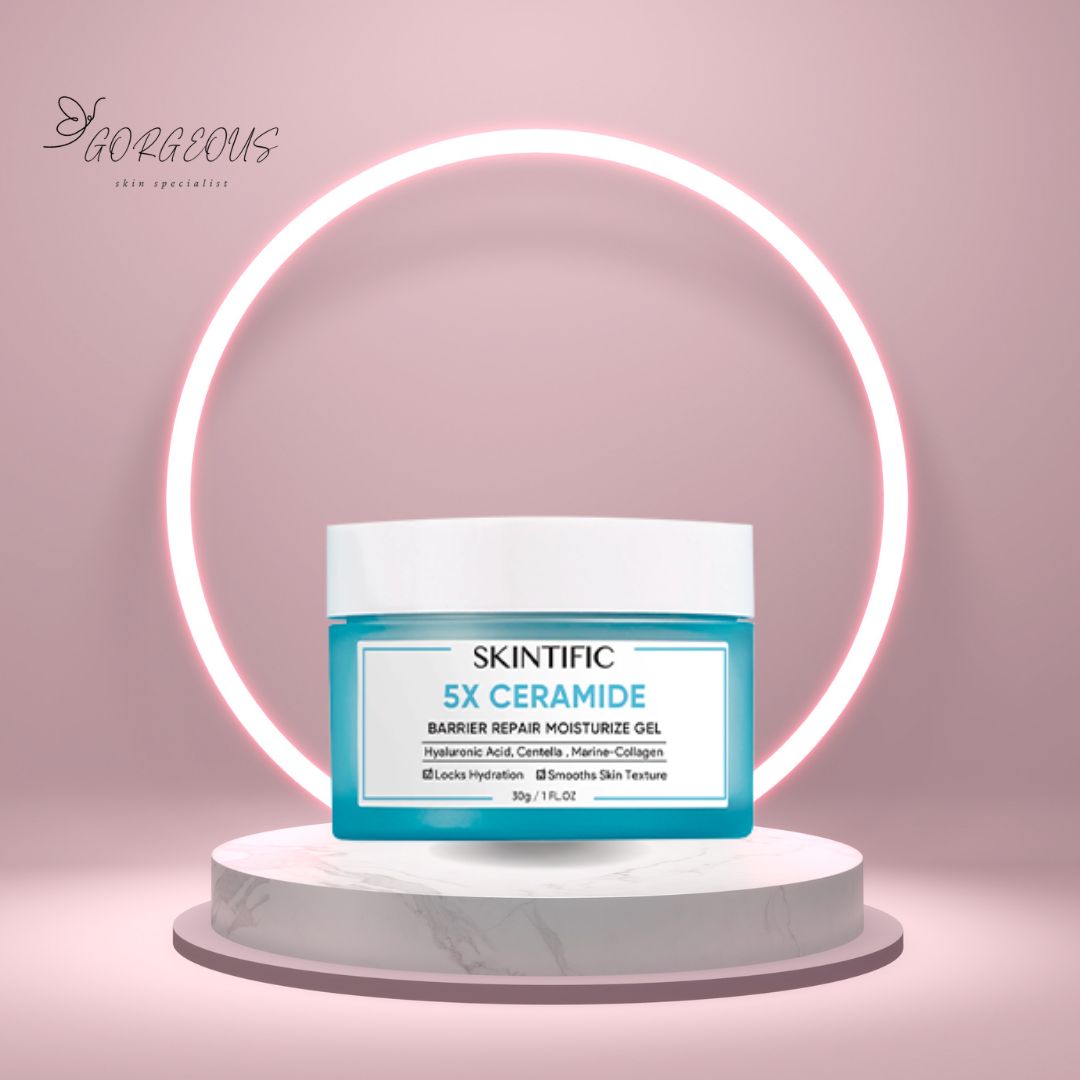 GORGEOUS
skin specialist
SKINTIFIC
5X CERAMIDE
BARRIER REPAIR MOISTURIZE GEL
Hyaluronic Acid, Centella , Marine-Collagen
Locks Hydration Smooths Skin Texture
30g / 1 FL.OZ